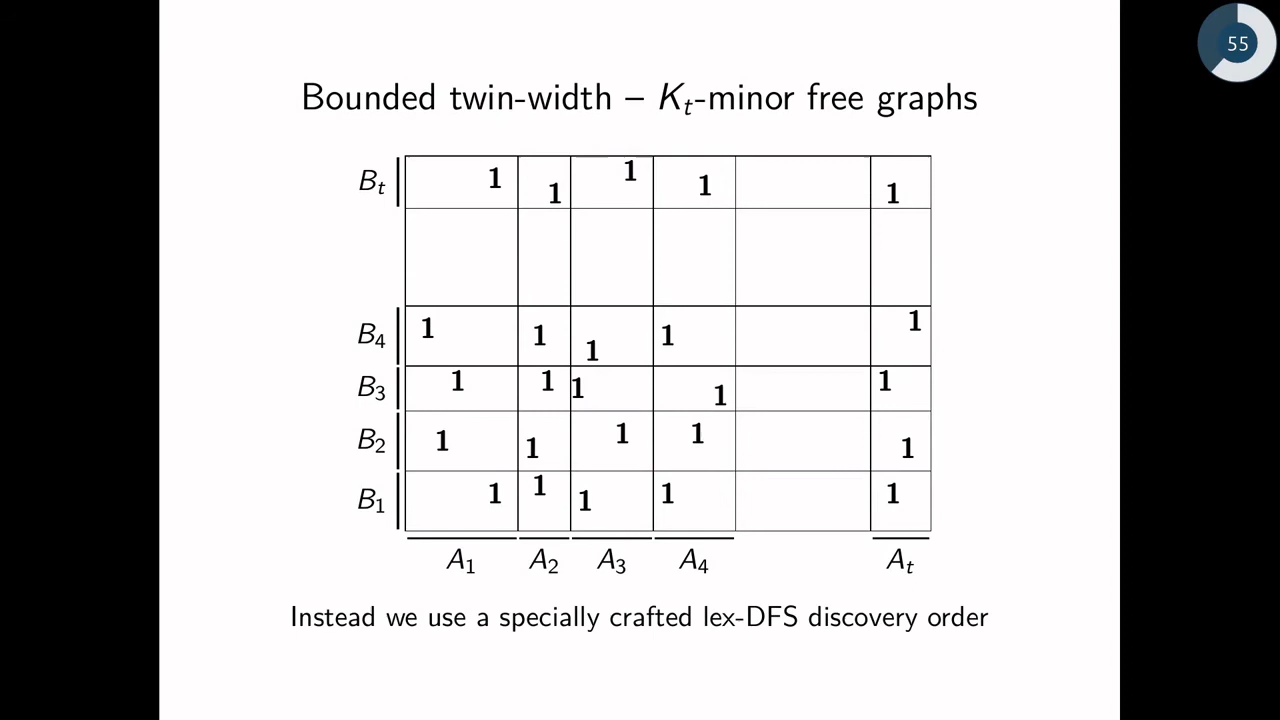 55
Bounded twin-width – Kₜ-minor free graphs
Bₜ 1 1 1 1 1
B₄ 1 1 1 1 1
B₃ 1 1 1 1 1
B₂ 1 1 1 1 1
B₁ 1 1 1 1 1
A₁ A₂ A₃ A₄ Aₜ
Instead we use a specially crafted lex-DFS discovery order